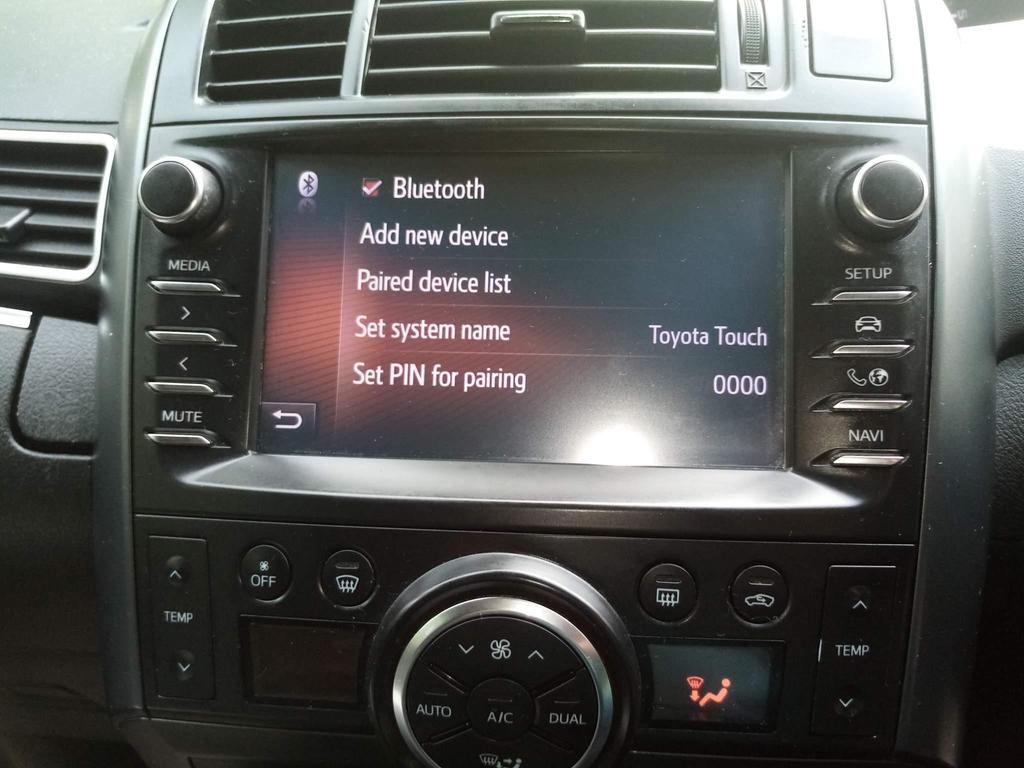 Bluetooth
Add new device
Paired device list
Set system name Toyota Touch
Set PIN for pairing 0000
MEDIA
MUTE
SETUP
NAVI
OFF
TEMP
TEMP
AUTO
A/C
DUAL